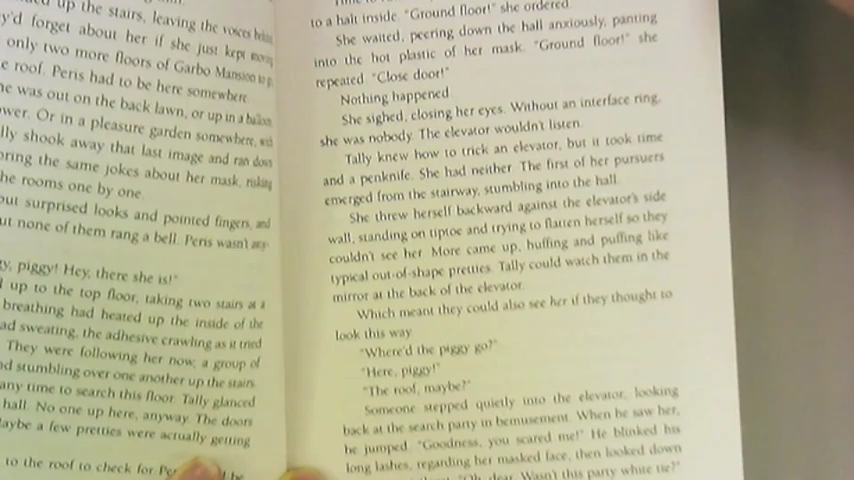 up the stairs, leaving the voices
y'd forget about her if she just kept moving
only two more floors of Garbo Mansion to
e roof. Peris had to be here somewhere
he was out on the back lawn, or up in a balloon,
wer. Or in a pleasure garden somewhere, with
lly shook away that last image and ran down
oring the same jokes about her mask, risking
he rooms one by one.
out surprised looks and pointed fingers, and
ut none of them rang a bell. Peris wasn't any-
gy, piggy! Hey, there she is!"
d up to the top floor, taking two stairs at a
breathing had heated up the inside of the
ad sweating, the adhesive crawling as it tried
They were following her now, a group of
nd stumbling over one another up the stairs.
any time to search this floor. Tally glanced
hall. No one up here, anyway. The doors
Maybe a few pretties were actually getting
to the roof to check for
to a halt inside. "Ground floor!" she ordered.
She waited, peering down the hall anxiously, panting
into the hot plastic of her mask. "Ground floor!" she
repeated. "Close door!"
Nothing happened.
She sighed, closing her eyes. Without an interface ring,
she was nobody. The elevator wouldn't listen.
Tally knew how to trick an elevator, but it took time
and a penknife. She had neither. The first of her pursuers
emerged from the stairway, stumbling into the hall.
She threw herself backward against the elevator's side
wall, standing on tiptoe and trying to flatten herself so they
couldn't see her. More came up, huffing and puffing like
typical out-of-shape pretties. Tally could watch them in the
mirror at the back of the elevator.
Which meant they could also see her if they thought to
look this way.
"Where'd the piggy go?"
"Here, piggy!"
"The roof, maybe?"
Someone stepped quietly into the elevator, looking
back at the search party in bemusement. When he saw her,
he jumped. "Goodness, you scared me!" He blinked his
long lashes, regarding her masked face, then looked down
"Oh, dear. Wasn't this party white tie?"